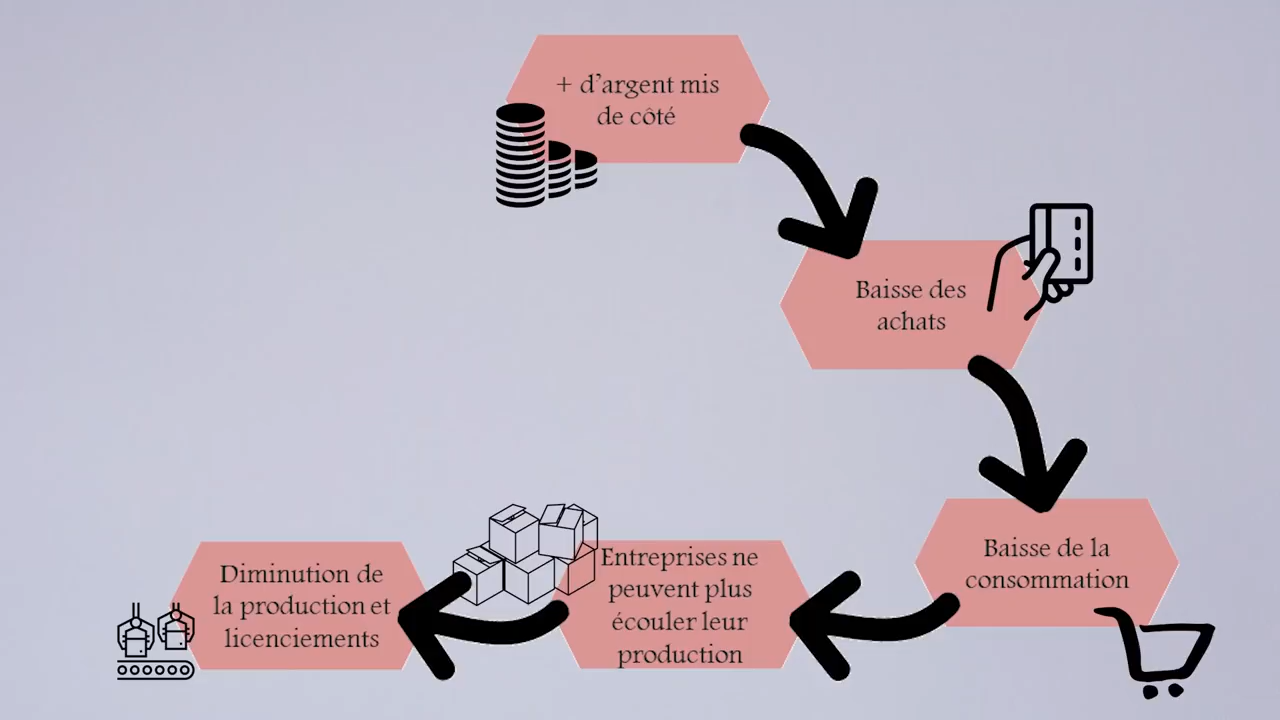 + d’argent mis
de côté
Baisse des
achats
Baisse de la
consommation
Entreprises ne
peuvent plus
écouler leur
production
Diminution de
la production et
licenciements